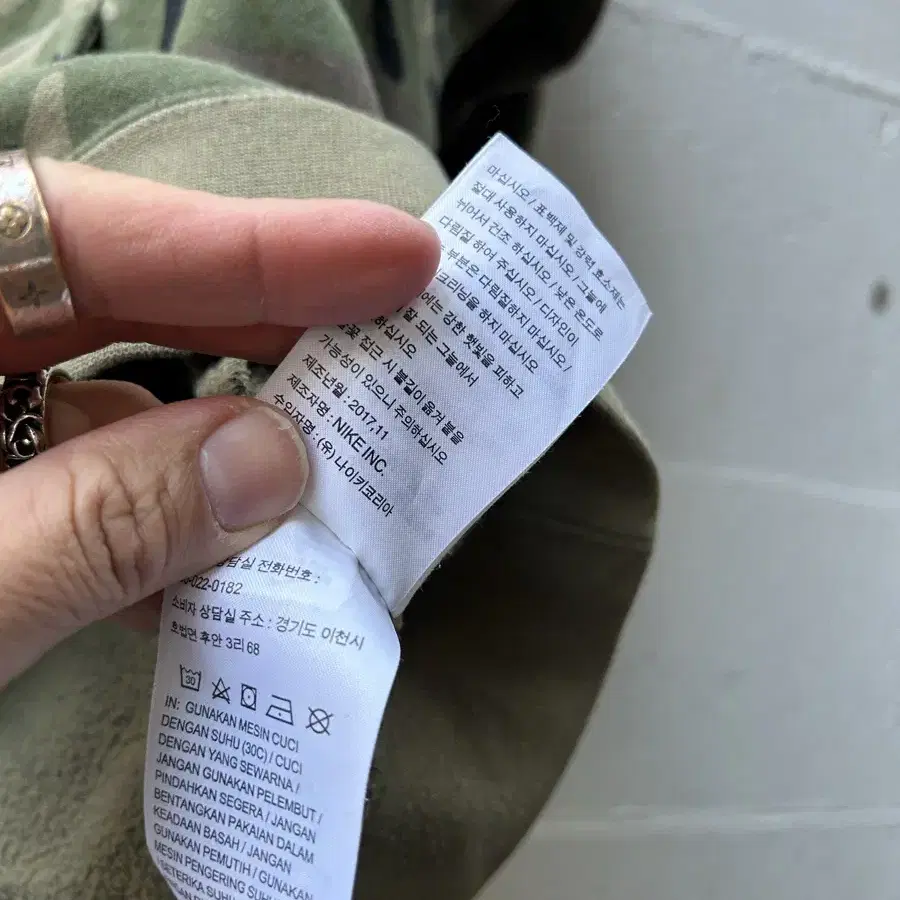 마십시오 / 표백제 및 강력 효소제는
절대 사용하지 마십시오 / 그늘에
뉘어서 건조 하십시오 / 낮은 온도로
다림질 하여 주십시오 / 디자인이
부분은 다림질하지 마십시오 /
크리닝을 하지 마십시오
에는 강한 햇빛을 피하고
잘 되는 그늘에서
하십시오
불꽃 접근 시 불길이 옮겨 붙을
가능성이 있으니 주의하십시오
제조년월 : 2017,11
제조자명 : NIKE INC.
수입자명 : (유) 나이키코리아
상담실 전화번호 :
-022-0182
소비자 상담실 주소 : 경기도 이천시
호법면 후안 3리 68
30
IN: GUNAKAN MESIN CUCI
DENGAN SUHU (30C) / CUCI
DENGAN YANG SEWARNA /
JANGAN GUNAKAN PELEMBUT /
PINDAHKAN SEGERA / JANGAN
BENTANGKAN PAKAIAN DALAM
KEADAAN BASAH / JANGAN
GUNAKAN PEMUTIH / GUNAKAN
MESIN PENGERING SUHU
/ SETERIKA SUHU